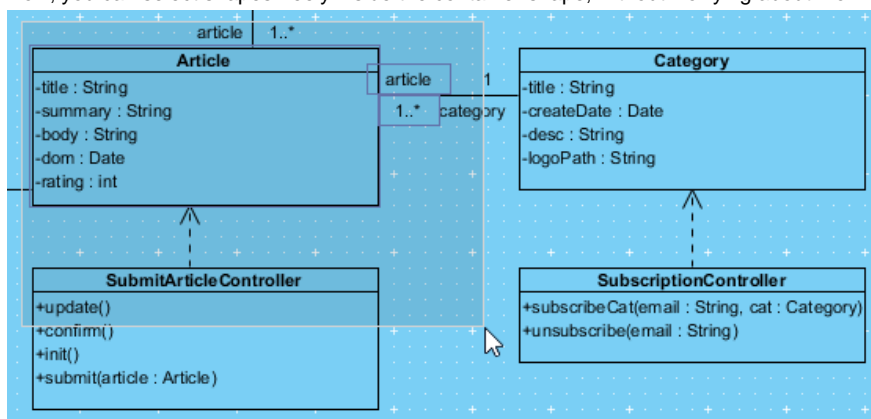 article 1..*
Article
-title : String
-summary : String
-body : String
-dom : Date
-rating : int
article 1
1..* category
Category
-title : String
-createDate : Date
-desc : String
-logoPath : String
SubmitArticleController
+update()
+confirm()
+init()
+submit(article : Article)
SubscriptionController
+subscribeCat(email : String, cat : Category)
+unsubscribe(email : String)